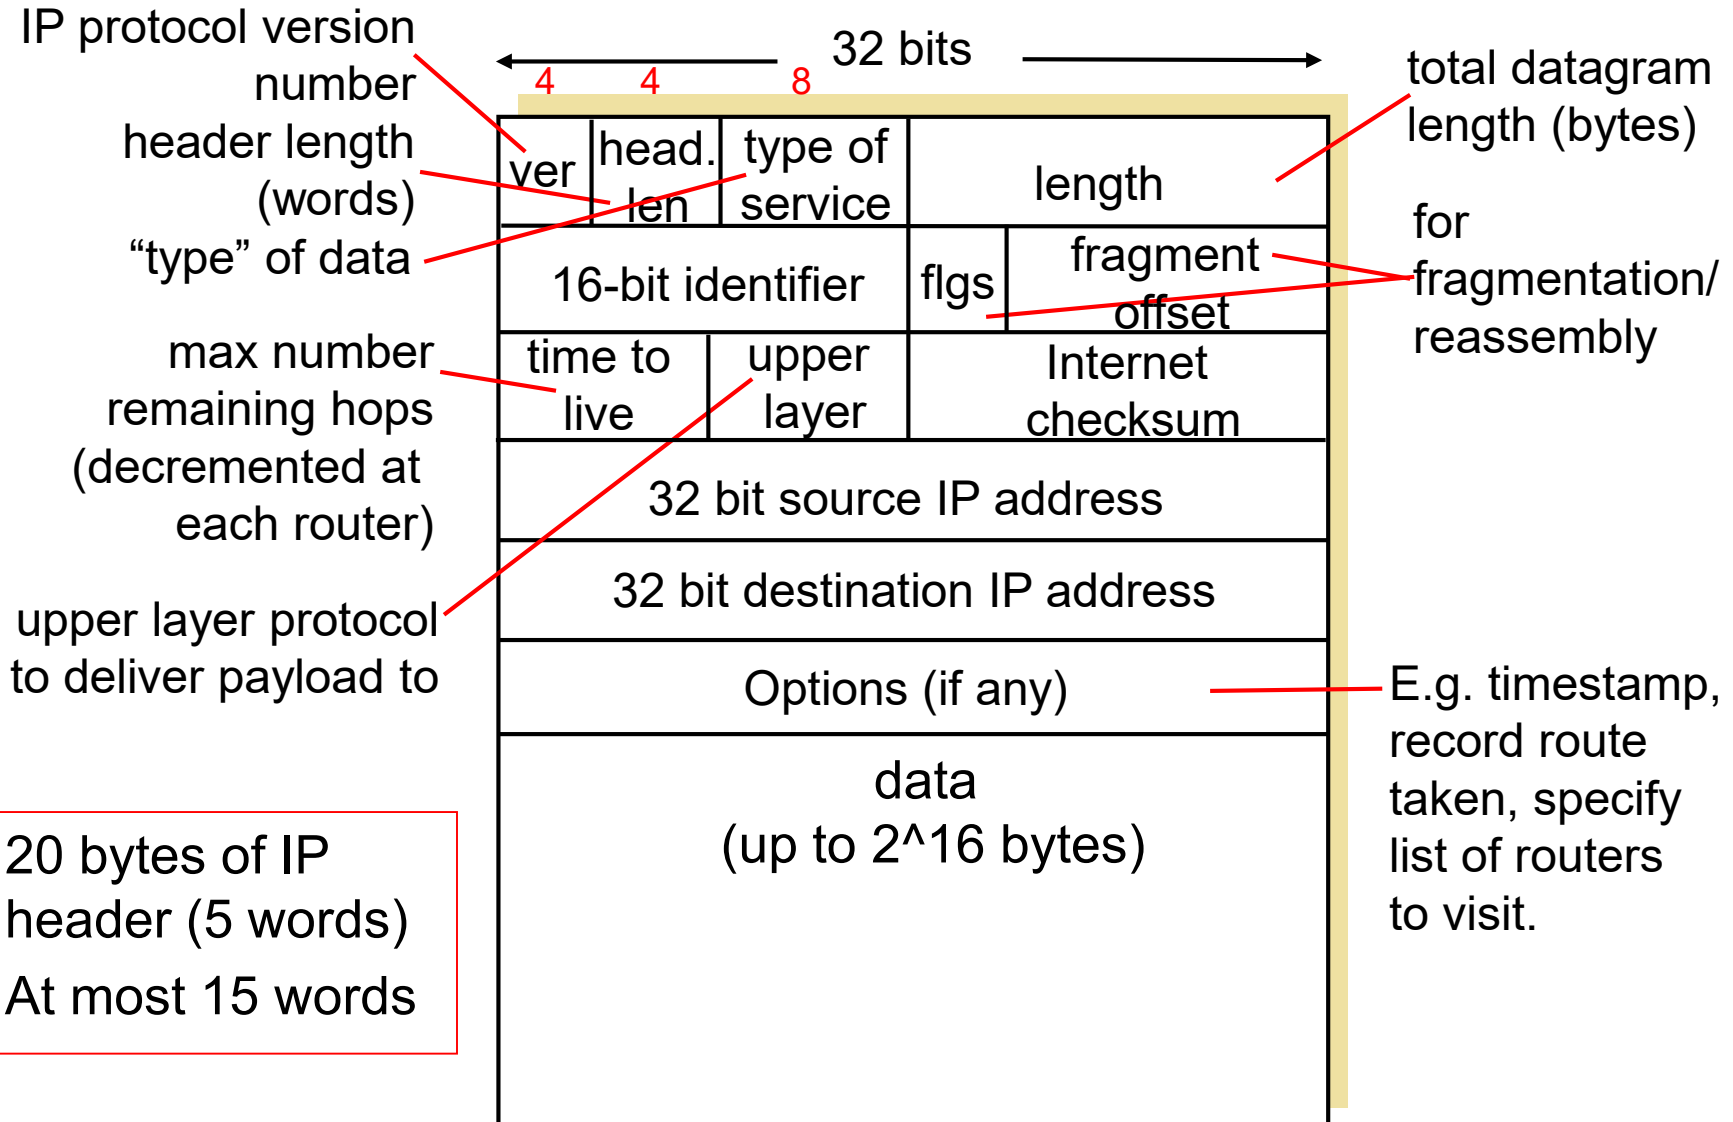 IP protocol version
number
header length
(words)
“type” of data
max number
remaining hops
(decremented at
each router)
upper layer protocol
to deliver payload to
20 bytes of IP
header (5 words)
At most 15 words
32 bits
4 4 8
ver
head.
len
type of
service
length
16-bit identifier
flgs
fragment
offset
time to
live
upper
layer
Internet
checksum
32 bit source IP address
32 bit destination IP address
Options (if any)
data
(up to 2^16 bytes)
total datagram
length (bytes)
for
fragmentation/
reassembly
E.g. timestamp,
record route
taken, specify
list of routers
to visit.